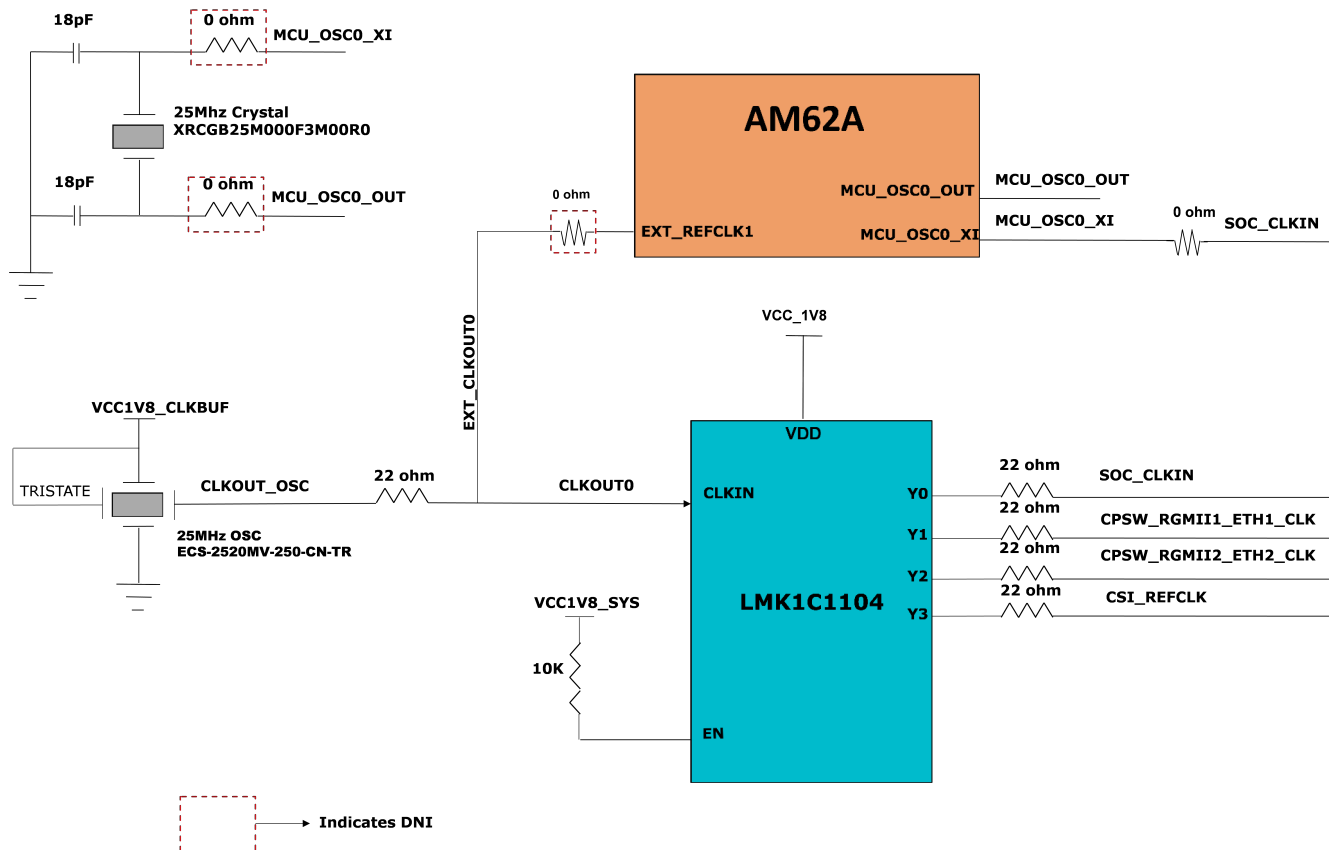 18pF
0 ohm
MCU_OSC0_XI
25Mhz Crystal
XRCGB25M000F3M00R0
18pF
0 ohm
MCU_OSC0_OUT
AM62A
MCU_OSC0_OUT
MCU_OSC0_OUT
0 ohm
EXT_REFCLK1
MCU_OSC0_XI
MCU_OSC0_XI
0 ohm
SOC_CLKIN
VCC_1V8
EXT_CLKOUT0
VCC1V8_CLKBUF
TRISTATE
CLKOUT_OSC
22 ohm
CLKOUT0
25MHz OSC
ECS-2520MV-250-CN-TR
VDD
CLKIN
Y0
22 ohm
SOC_CLKIN
Y1
22 ohm
CPSW_RGMII1_ETH1_CLK
Y2
22 ohm
CPSW_RGMII2_ETH2_CLK
Y3
22 ohm
CSI_REFCLK
LMK1C1104
VCC1V8_SYS
10K
EN
Indicates DNI